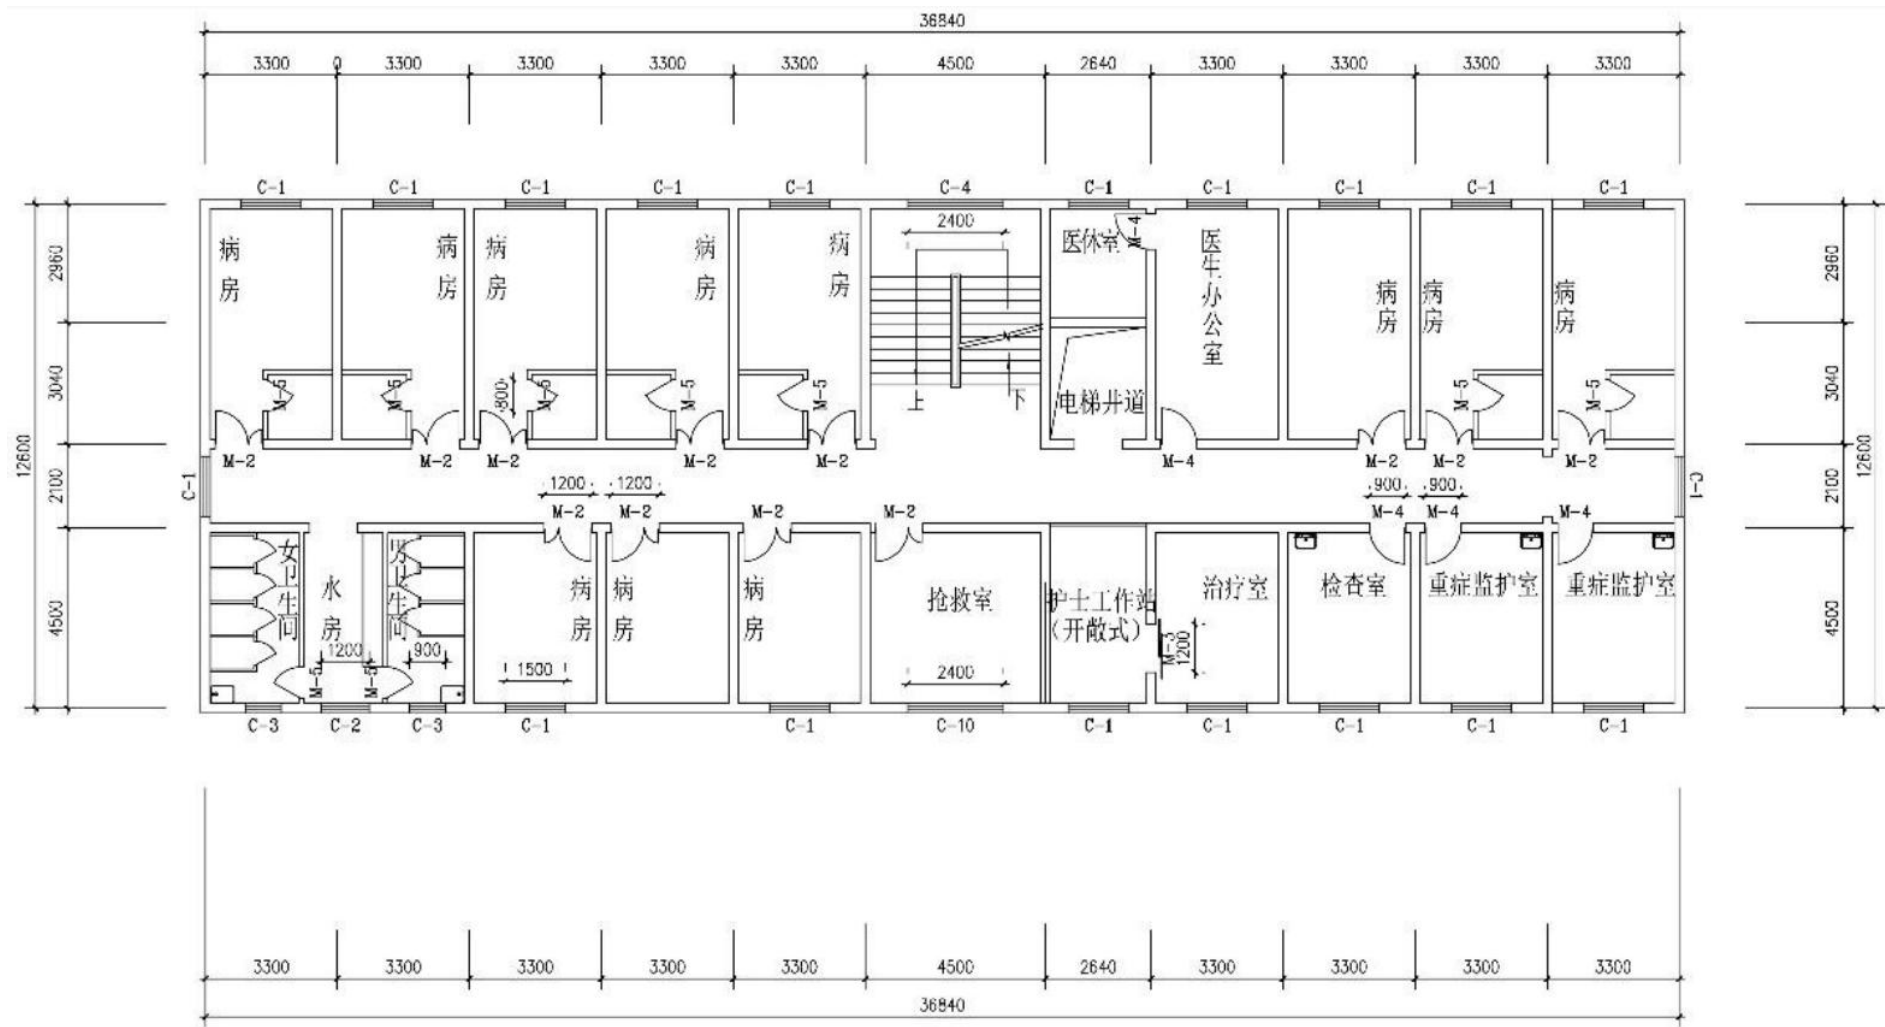 36840
3300 0 3300 3300 3300 3300 4500 2640 3300 3300 3300 3300
C-1 C-1 C-1 C-1 C-1 C-4 C-1 C-1 C-1 C-1 C-1
2400
病房 病房 病房 病房 病房 医休室 M-4 医生办公室 病房 病房 病房
2960 2960
3040 3040
12600 12600
2100 2100
4500 4500
M-5 M-5 800 M-5 M-5 M-5 上 下 电梯井道 M-5 M-5
M-2 M-2 M-2 M-2 M-2 M-4 M-2 M-2 M-2
C-1 1200 1200 900 900 C-1
M-2 M-2 M-2 M-2 M-4 M-4 M-4
女卫生间 水房 男卫生间 病房 病房 病房 抢救室 护士工作站 治疗室 检查室 重症监护室 重症监护室
(开敞式)
1200 900 1500 2400 M-3 1200
M-5 M-5
C-3 C-2 C-3 C-1 C-1 C-10 C-1 C-1 C-1 C-1 C-1
3300 3300 3300 3300 3300 4500 2640 3300 3300 3300 3300
36840